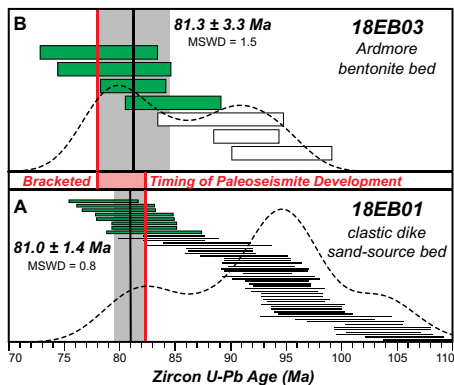 B
81.3 ± 3.3 Ma
MSWD = 1.5
18EB03
Ardmore
bentonite bed
Bracketed
Timing of Paleoseismite Development
A
18EB01
clastic dike
sand-source bed
81.0 ± 1.4 Ma
MSWD = 0.8
70 75 80 85 90 95 100 105 110
Zircon U-Pb Age (Ma)